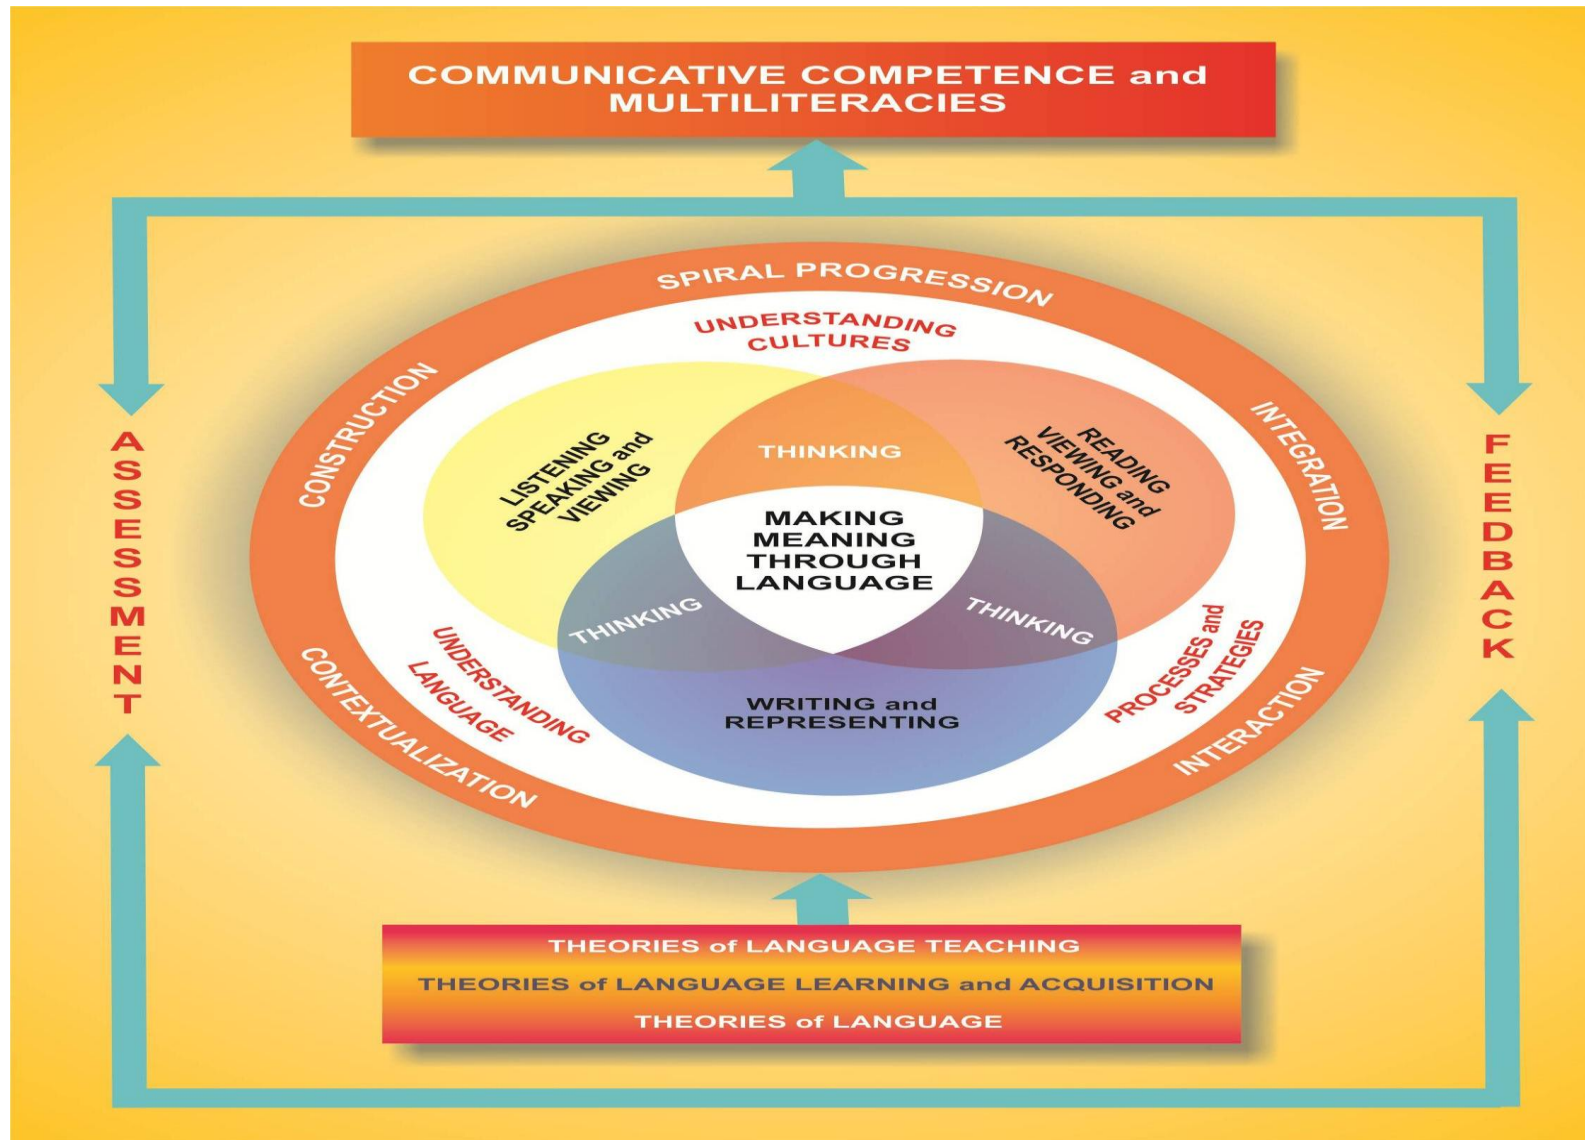 COMMUNICATIVE COMPETENCE and
MULTILITERACIES
SPIRAL PROGRESSION
UNDERSTANDING
CULTURES
CONSTRUCTION
INTEGRATION
LISTENING
SPEAKING and
VIEWING
THINKING
READING
VIEWING and
RESPONDING
ASSESSMENT
FEEDBACK
MAKING
MEANING
THROUGH
LANGUAGE
THINKING
THINKING
UNDERSTANDING
LANGUAGE
PROCESSES and
STRATEGIES
WRITING and
REPRESENTING
CONTEXTUALIZATION
INTERACTION
THEORIES of LANGUAGE TEACHING
THEORIES of LANGUAGE LEARNING and ACQUISITION
THEORIES of LANGUAGE